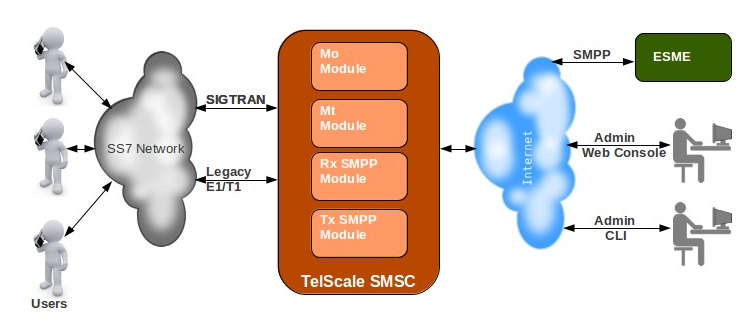 Users
SS7 Network
SIGTRAN
Legacy
E1/T1
Mo
Module
Mt
Module
Rx SMPP
Module
Tx SMPP
Module
TelScale SMSC
Internet
SMPP
ESME
Admin
Web Console
Admin
CLI